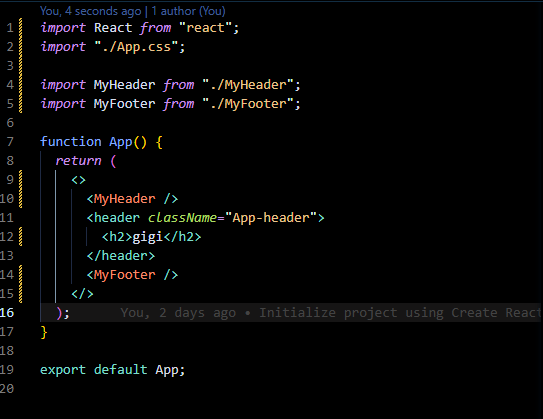 You, 4 seconds ago | 1 author (You)
1 import React from "react";
2 import "./App.css";
3
4 import MyHeader from "./MyHeader";
5 import MyFooter from "./MyFooter";
6
7 function App() {
8   return (
9     <>
10       <MyHeader />
11       <header className="App-header">
12         <h2>gigi</h2>
13       </header>
14       <MyFooter />
15     </>
16   ); You, 2 days ago • Initialize project using Create React
17 }
18
19 export default App;
20